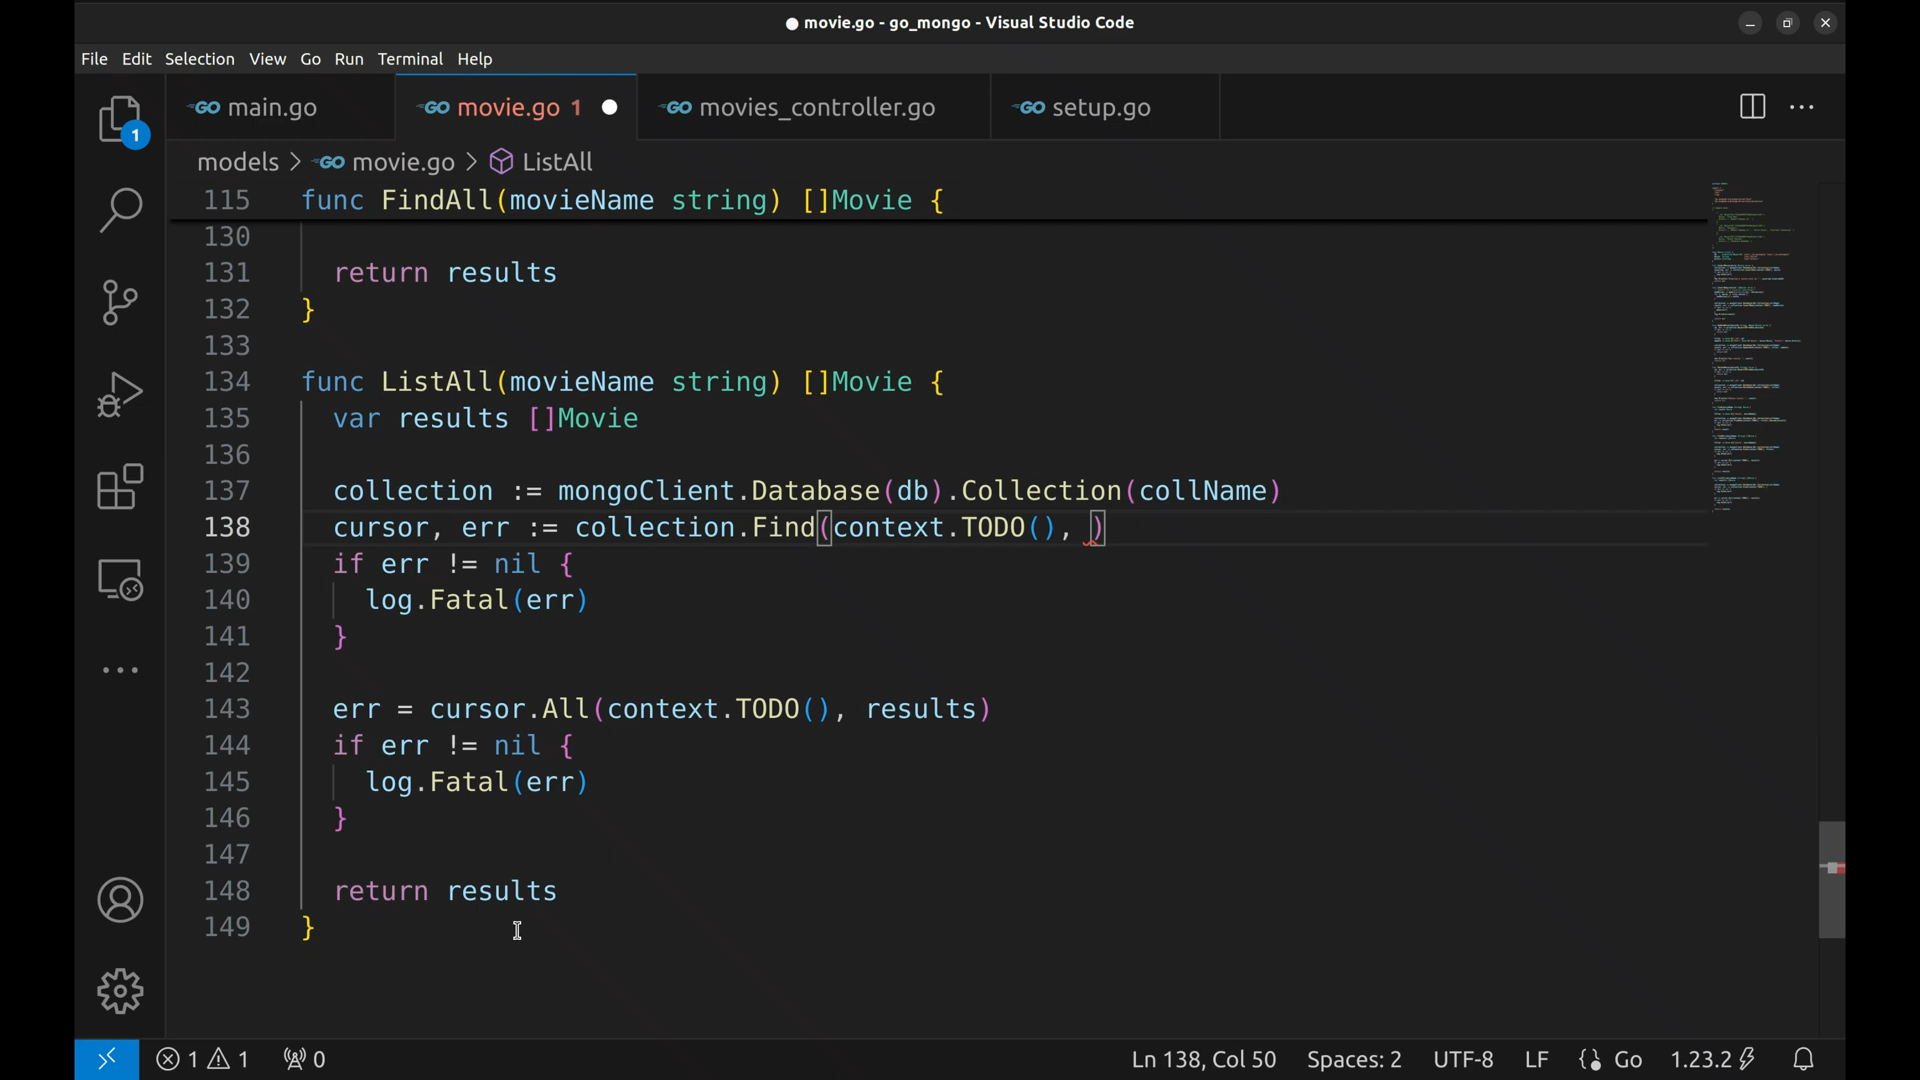 movie.go - go_mongo - Visual Studio Code
File Edit Selection View Go Run Terminal Help
GO main.go GO movie.go 1 GO movies_controller.go GO setup.go
models > GO movie.go > ListAll
1
115 func FindAll(movieName string) []Movie {
130
131 return results
132 }
133
134 func ListAll(movieName string) []Movie {
135 var results []Movie
136
137 collection := mongoClient.Database(db).Collection(collName)
138 cursor, err := collection.Find(context.TODO(), )
139 if err != nil {
140 log.Fatal(err)
141 }
142
143 err = cursor.All(context.TODO(), results)
144 if err != nil {
145 log.Fatal(err)
146 }
147
148 return results
149 }
1 1 0 Ln 138, Col 50 Spaces: 2 UTF-8 LF {} Go 1.23.2